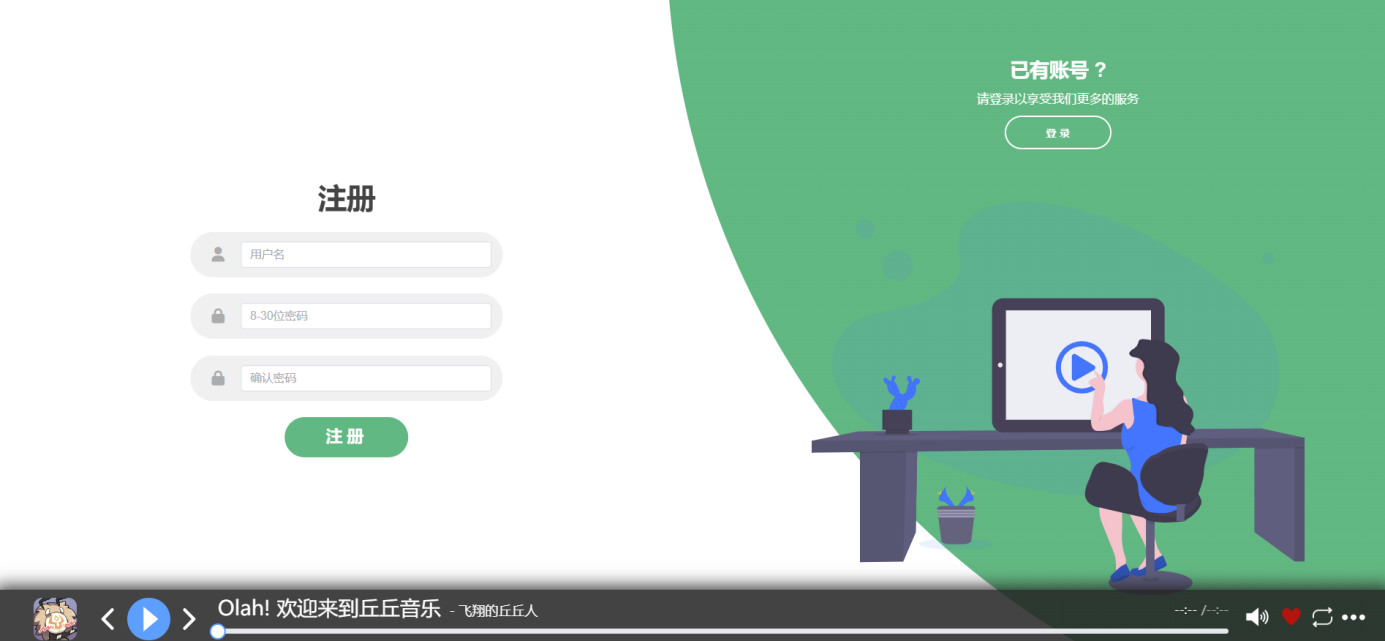 注册
用户名
8-30位密码
确认密码
注 册
已有账号 ?
请登录以享受我们更多的服务
登 录
Olah! 欢迎来到丘丘音乐 - 飞翔的丘丘人
--:-- /--:--